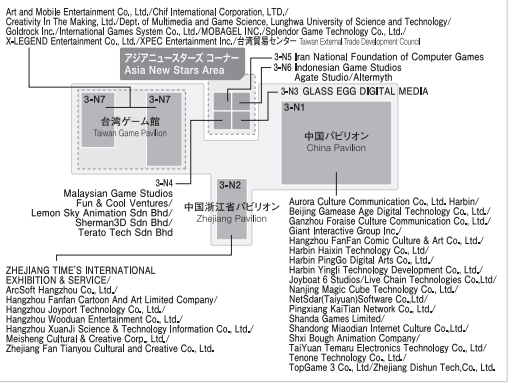 Art and Mobile Entertainment Co., Ltd./Chif International Corporation, LTD./
Creativity In The Making, Ltd./Dept. of Multimedia and Game Science, Lunghwa University of Science and Technology/
Goldrock Inc./International Games System Co., Ltd./MOBAGEL INC./Splendor Game Technology Co., Ltd./
X-LEGEND Entertainment Co., Ltd./XPEC Entertainment Inc./台湾貿易センター Taiwan External Trade Development Council
アジアニュースターズ コーナー
Asia New Stars Area
3-N5 Iran National Foundation of Computer Games
3-N6 Indonesian Game Studios
Agate Studio/Altermyth
3-N3 GLASS EGG DIGITAL MEDIA
3-N7
3-N7
台湾ゲーム館
Taiwan Game Pavilion
3-N1
中国パビリオン
China Pavilion
3-N4
Malaysian Game Studios
Fun & Cool Ventures/
Lemon Sky Animation Sdn Bhd/
Sherman3D Sdn Bhd/
Terato Tech Sdn Bhd
3-N2
中国浙江省パビリオン
Zhejiang Pavilion
ZHEJIANG TIME'S INTERNATIONAL
EXHIBITION & SERVICE/
ArcSoft Hangzhou Co., Ltd./
Hangzhou Fanfan Cartoon And Art Limited Company/
Hangzhou Joyport Technology Co., Ltd./
Hangzhou Wooduan Entertainment Co., Ltd./
Hangzhou XuanJi Science & Technology Information Co., Ltd./
Meisheng Cultural & Creative Corp., Ltd./
Zhejiang Fan Tianyou Cultural and Creative Co., Ltd.
Aurora Culture Communication Co., Ltd. Harbin/
Beijing Gamease Age Digital Technology Co., Ltd./
Ganzhou Foraise Culture Communication Co., Ltd./
Giant Interactive Group Inc./
Hangzhou FanFan Comic Culture & Art Co., Ltd./
Harbin Haixin Technology Co., Ltd./
Harbin PingGo Digital Arts Co., Ltd./
Harbin Yingli Technology Development Co., Ltd./
Joyboat 6 Studios/Live Chain Technologies Co.,Ltd/
Nanjing Magic Cube Technology Co., Ltd./
NetSdar(Taiyuan)Software Co.,Ltd/
Pingxiang KaiTian Network Co., Ltd./
Shanda Games Limited/
Shandong Miaodian Internet Culture Co.,Ltd./
Shxi Bough Animation Company/
TaiYuan Temaru Electronics Technology Co., Ltd/
Tenone Technology Co., Ltd./
TopGame 3 Co., Ltd/Zhejiang Dishun Tech,Co., Ltd.